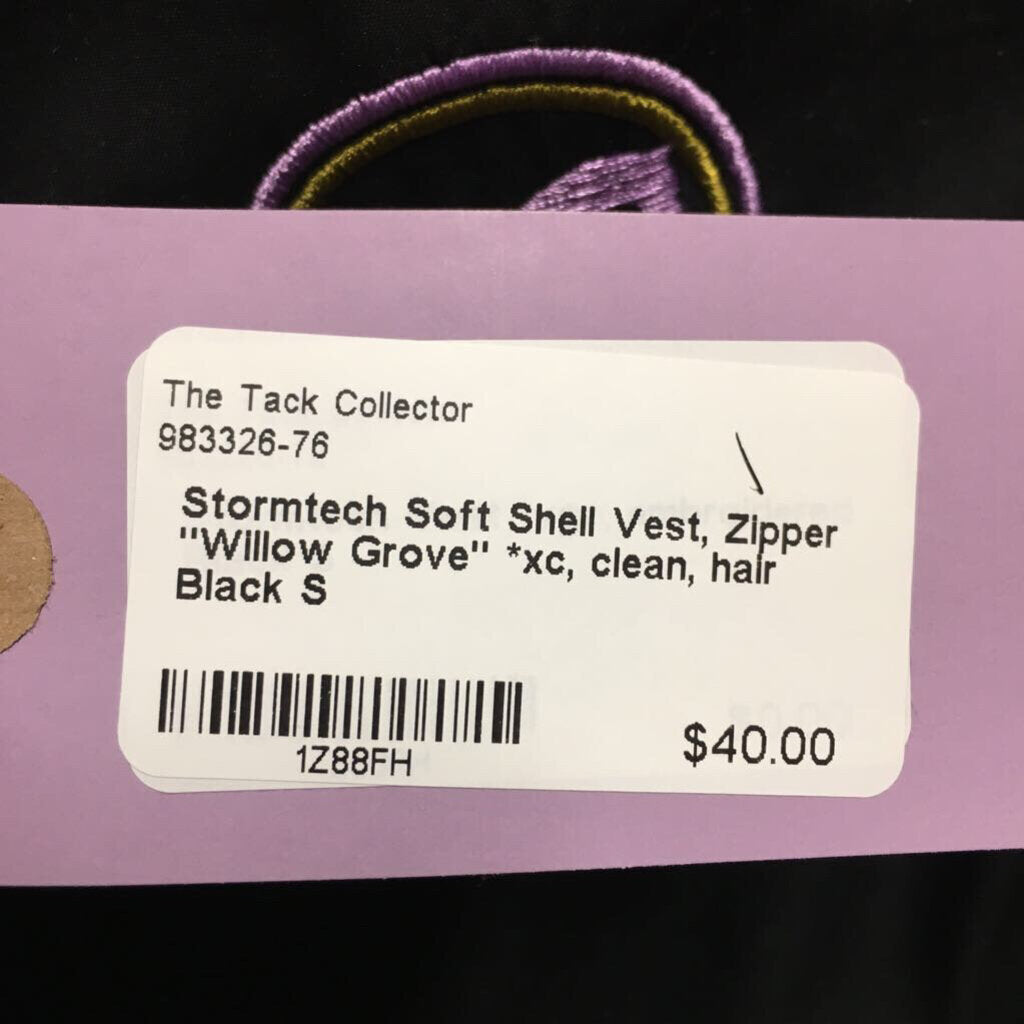 The Tack Collector
983326-76
Stormtech Soft Shell Vest, Zipper
"Willow Grove" *xc, clean, hair
Black S
1Z88FH
$40.00